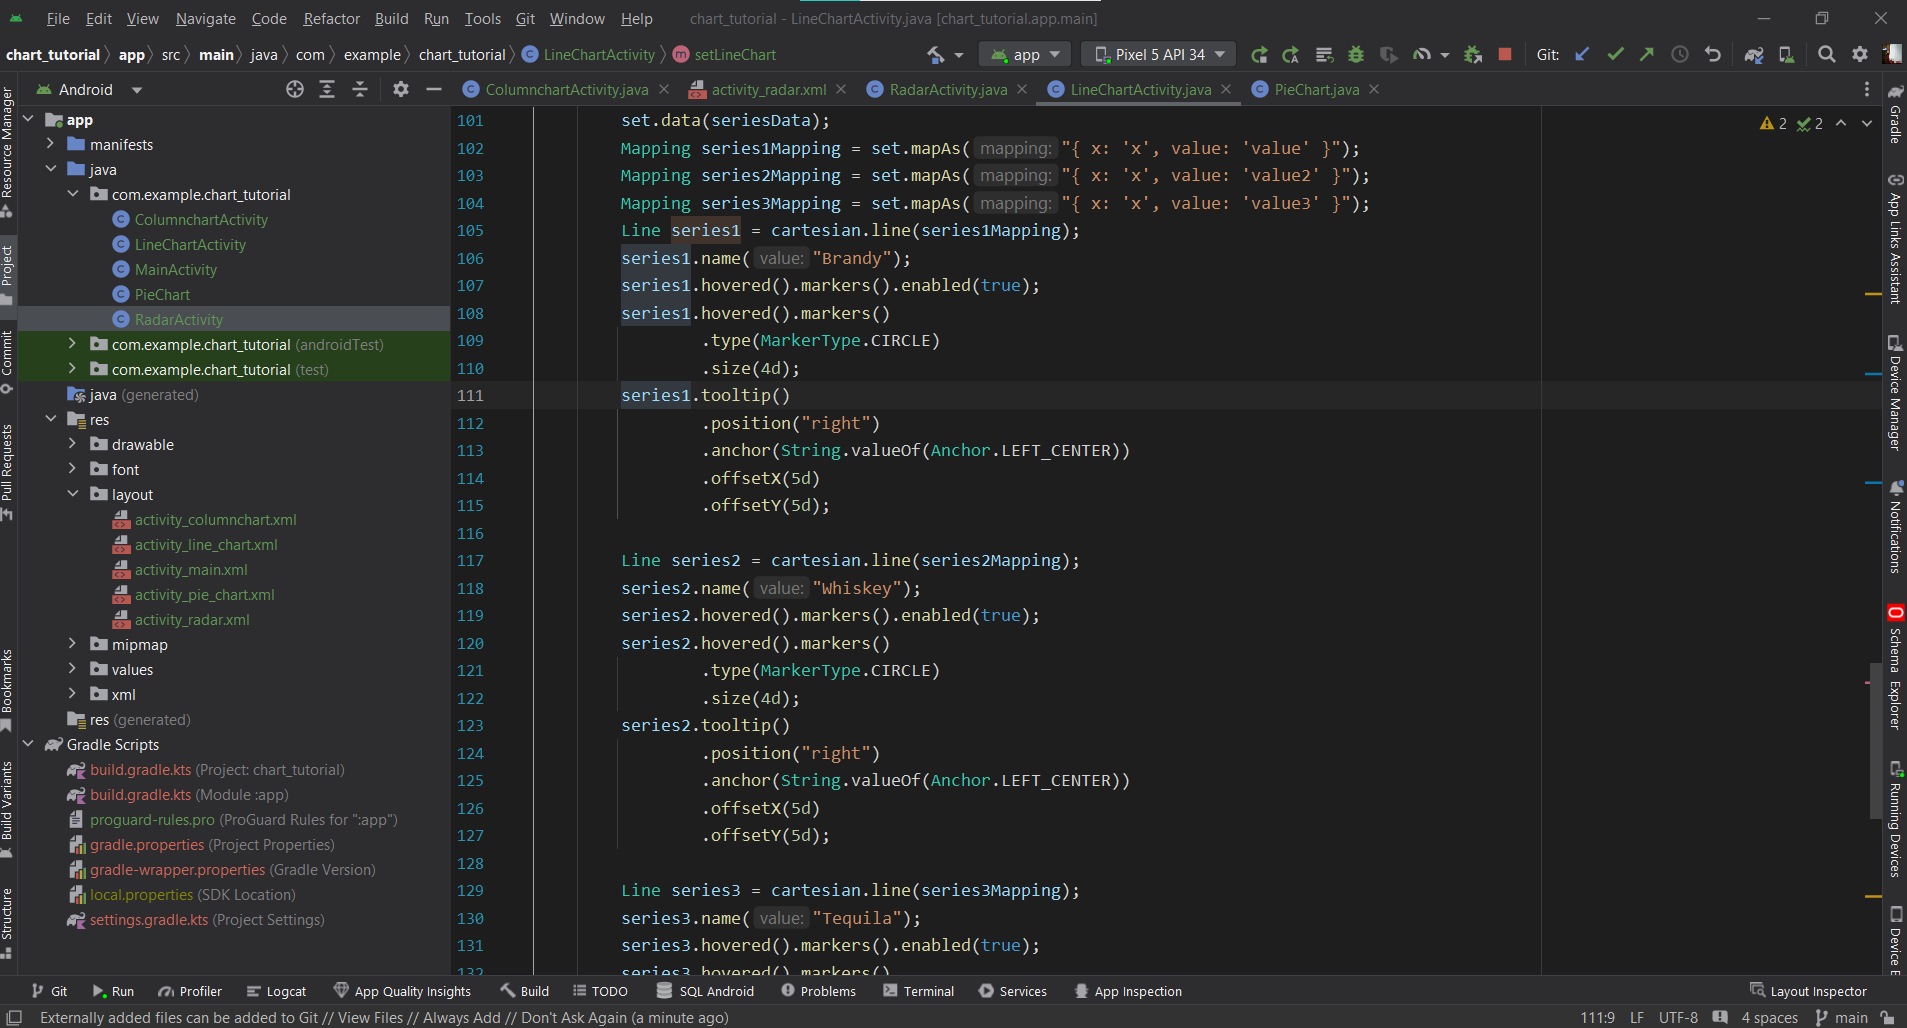 File Edit View Navigate Code Refactor Build Run Tools Git Window Help chart_tutorial - LineChartActivity.java [chart_tutorial.app.main]
chart_tutorial app src main java com example chart_tutorial LineChartActivity setLineChart app Pixel 5 API 34 Git:
Android ColumnchartActivity.java activity_radar.xml RadarActivity.java LineChartActivity.java PieChart.java
Resource Manager
Project
Commit
Pull Requests
Bookmarks
Build Variants
Structure
app
manifests
java
com.example.chart_tutorial
ColumnchartActivity
LineChartActivity
MainActivity
PieChart
RadarActivity
com.example.chart_tutorial (androidTest)
com.example.chart_tutorial (test)
java (generated)
res
drawable
font
layout
activity_columnchart.xml
activity_line_chart.xml
activity_main.xml
activity_pie_chart.xml
activity_radar.xml
mipmap
values
xml
res (generated)
Gradle Scripts
build.gradle.kts (Project: chart_tutorial)
build.gradle.kts (Module :app)
proguard-rules.pro (ProGuard Rules for ":app")
gradle.properties (Project Properties)
gradle-wrapper.properties (Gradle Version)
local.properties (SDK Location)
settings.gradle.kts (Project Settings)
2 2
101 set.data(seriesData);
102 Mapping series1Mapping = set.mapAs( mapping: "{ x: 'x', value: 'value' }");
103 Mapping series2Mapping = set.mapAs( mapping: "{ x: 'x', value: 'value2' }");
104 Mapping series3Mapping = set.mapAs( mapping: "{ x: 'x', value: 'value3' }");
105 Line series1 = cartesian.line(series1Mapping);
106 series1.name( value: "Brandy");
107 series1.hovered().markers().enabled(true);
108 series1.hovered().markers()
109 .type(MarkerType.CIRCLE)
110 .size(4d);
111 series1.tooltip()
112 .position("right")
113 .anchor(String.valueOf(Anchor.LEFT_CENTER))
114 .offsetX(5d)
115 .offsetY(5d);
116
117 Line series2 = cartesian.line(series2Mapping);
118 series2.name( value: "Whiskey");
119 series2.hovered().markers().enabled(true);
120 series2.hovered().markers()
121 .type(MarkerType.CIRCLE)
122 .size(4d);
123 series2.tooltip()
124 .position("right")
125 .anchor(String.valueOf(Anchor.LEFT_CENTER))
126 .offsetX(5d)
127 .offsetY(5d);
128
129 Line series3 = cartesian.line(series3Mapping);
130 series3.name( value: "Tequila");
131 series3.hovered().markers().enabled(true);
132 series3.hovered().markers()
Gradle
App Links Assistant
Device Manager
Notifications
Schema Explorer
Running Devices
Device E
Git Run Profiler Logcat App Quality Insights Build TODO SQL Android Problems Terminal Services App Inspection Layout Inspector
Externally added files can be added to Git // View Files // Always Add // Don't Ask Again (a minute ago) 111:9 LF UTF-8 4 spaces main